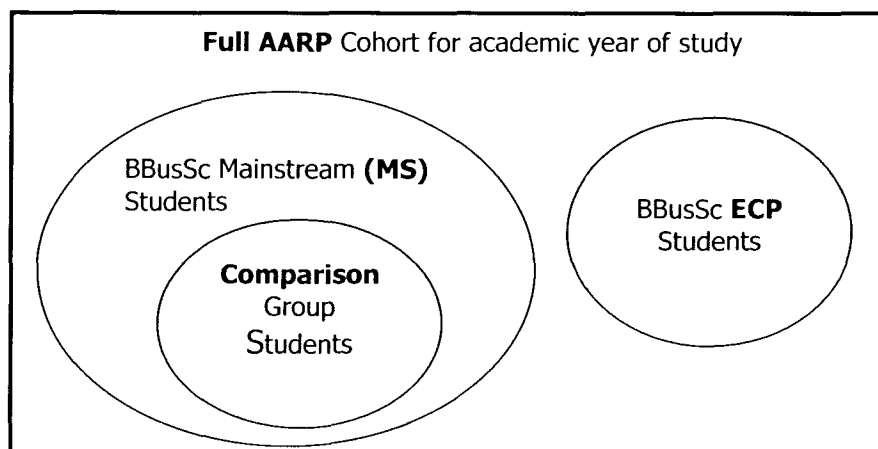 Full AARP Cohort for academic year of study
BBusSc Mainstream (MS)
Students
Comparison
Group
Students
BBusSc ECP
Students